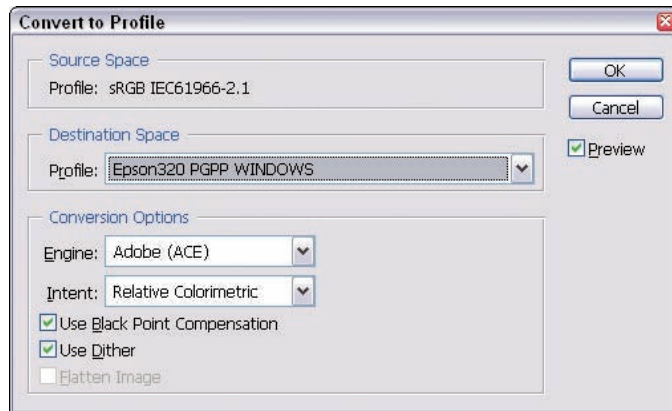 Convert to Profile
Source Space
Profile: sRGB IEC61966-2.1
Destination Space
Profile: Epson320 PGPP WINDOWS
Conversion Options
Engine: Adobe (ACE)
Intent: Relative Colorimetric
Use Black Point Compensation
Use Dither
Flatten Image
OK
Cancel
Preview